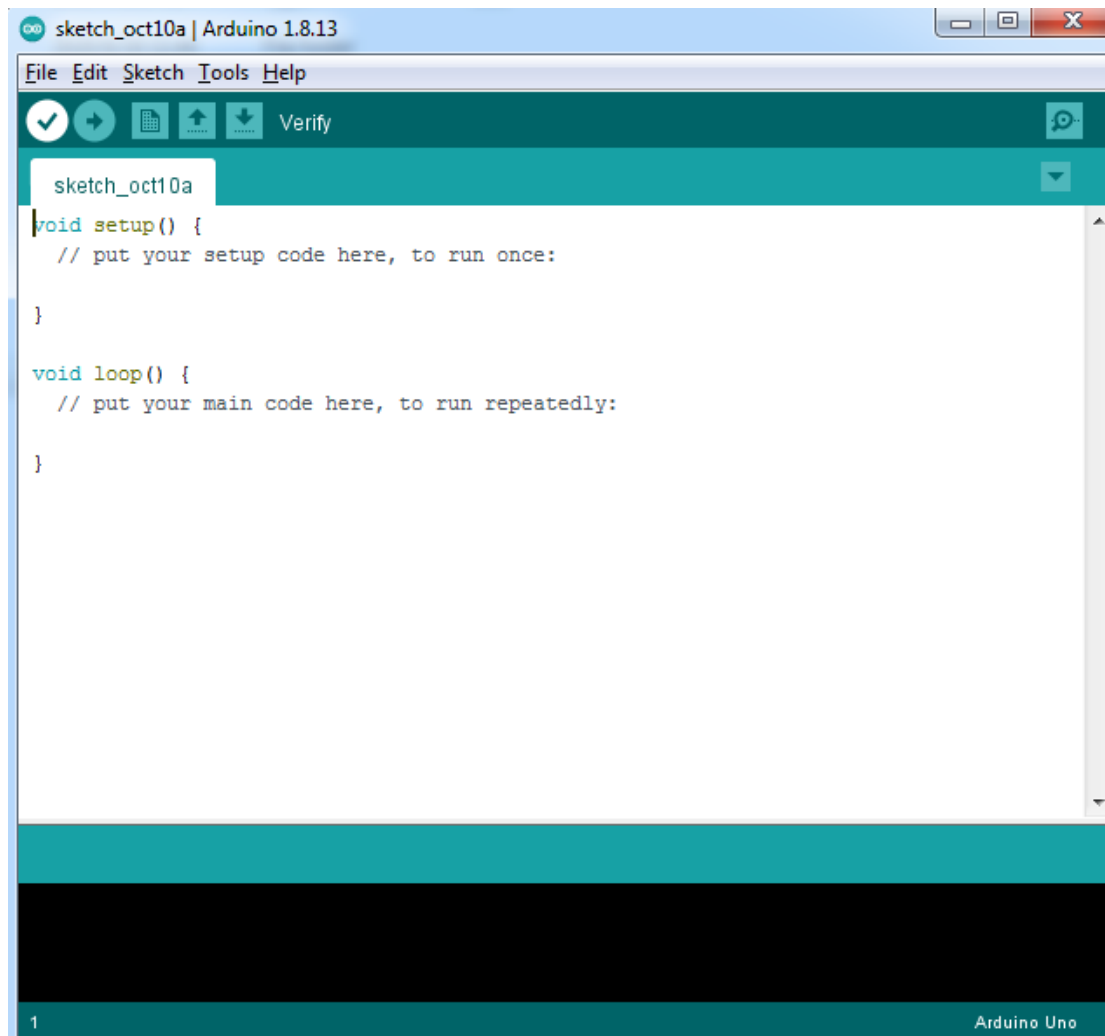 sketch_oct10a | Arduino 1.8.13
File Edit Sketch Tools Help
Verify
sketch_oct10a
void setup() {
  // put your setup code here, to run once:
}
void loop() {
  // put your main code here, to run repeatedly:
}
1 Arduino Uno